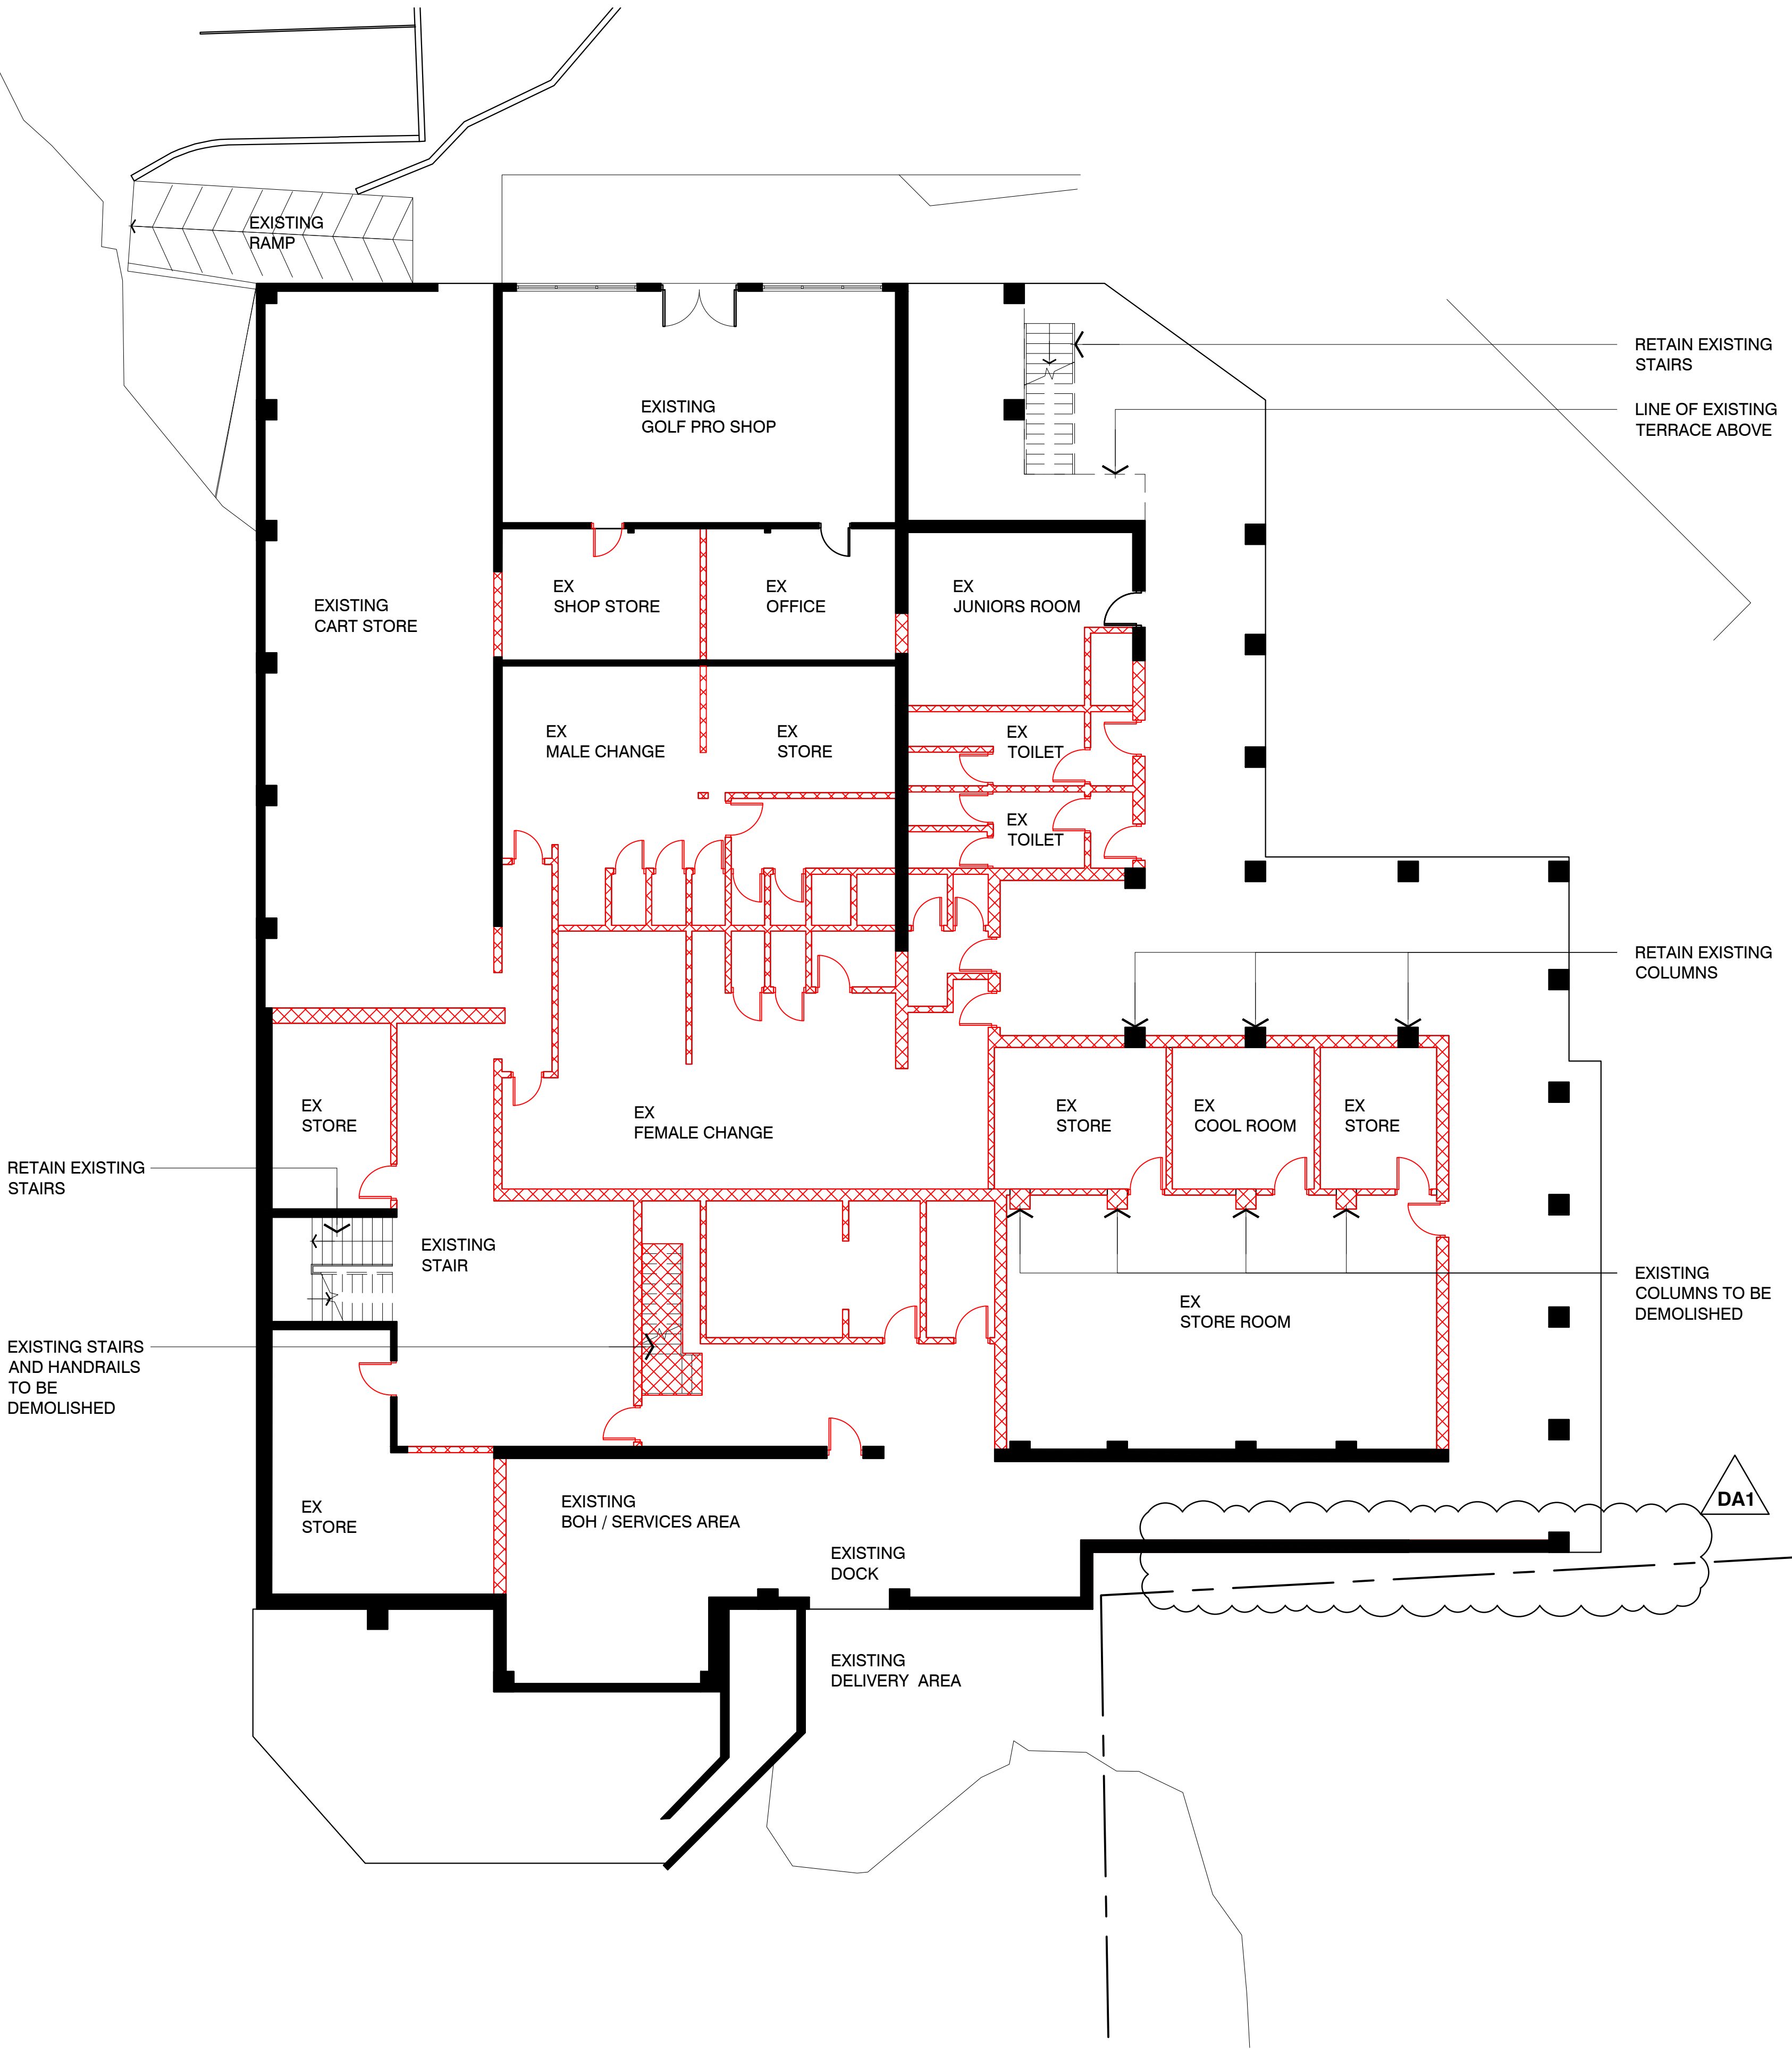 EXISTING
RAMP
RETAIN EXISTING
STAIRS
EXISTING
GOLF PRO SHOP
LINE OF EXISTING
TERRACE ABOVE
EXISTING
CART STORE
EX
SHOP STORE
EX
OFFICE
EX
JUNIORS ROOM
EX
MALE CHANGE
EX
STORE
EX
TOILET
EX
TOILET
RETAIN EXISTING
COLUMNS
EX
STORE
EX
FEMALE CHANGE
EX
STORE
EX
COOL ROOM
EX
STORE
RETAIN EXISTING
STAIRS
EXISTING
STAIR
EXISTING
COLUMNS TO BE
DEMOLISHED
EX
STORE ROOM
EXISTING STAIRS
AND HANDRAILS
TO BE
DEMOLISHED
EX
STORE
EXISTING
BOH / SERVICES AREA
DA1
EXISTING
DOCK
EXISTING
DELIVERY AREA